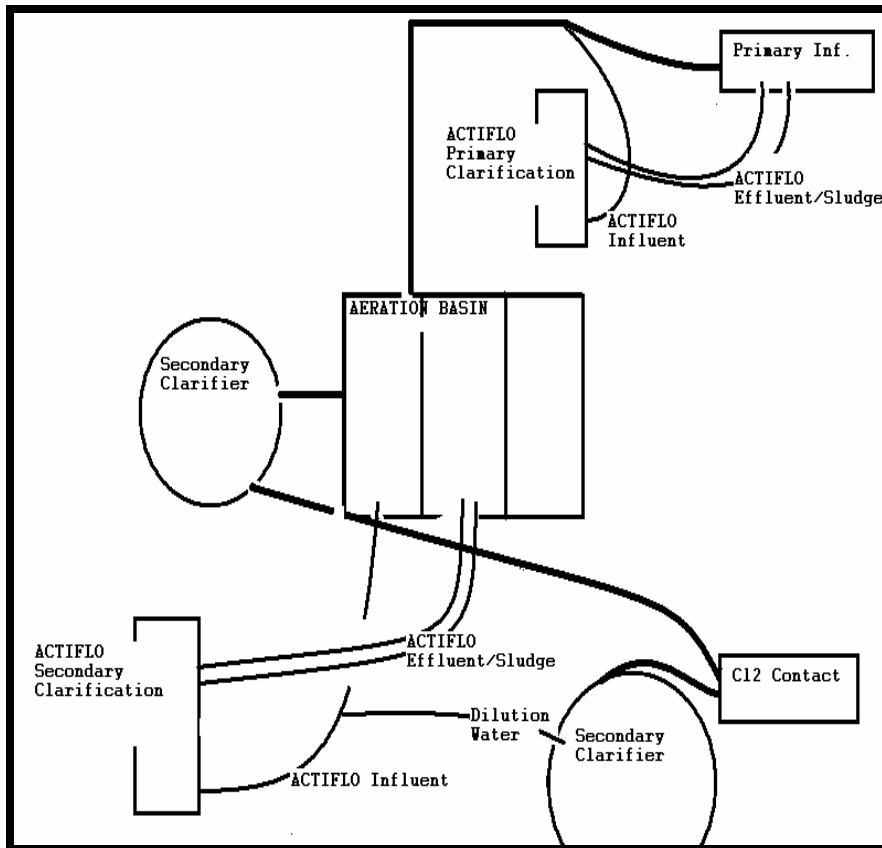 Primary Inf.
ACTIFLO
Primary
Clarification
ACTIFLO
Effluent/Sludge
ACTIFLO
Influent
AERATION BASIN
Secondary
Clarifier
ACTIFLO
Secondary
Clarification
ACTIFLO
Effluent/Sludge
Cl2 Contact
Dilution
Water
Secondary
Clarifier
ACTIFLO Influent